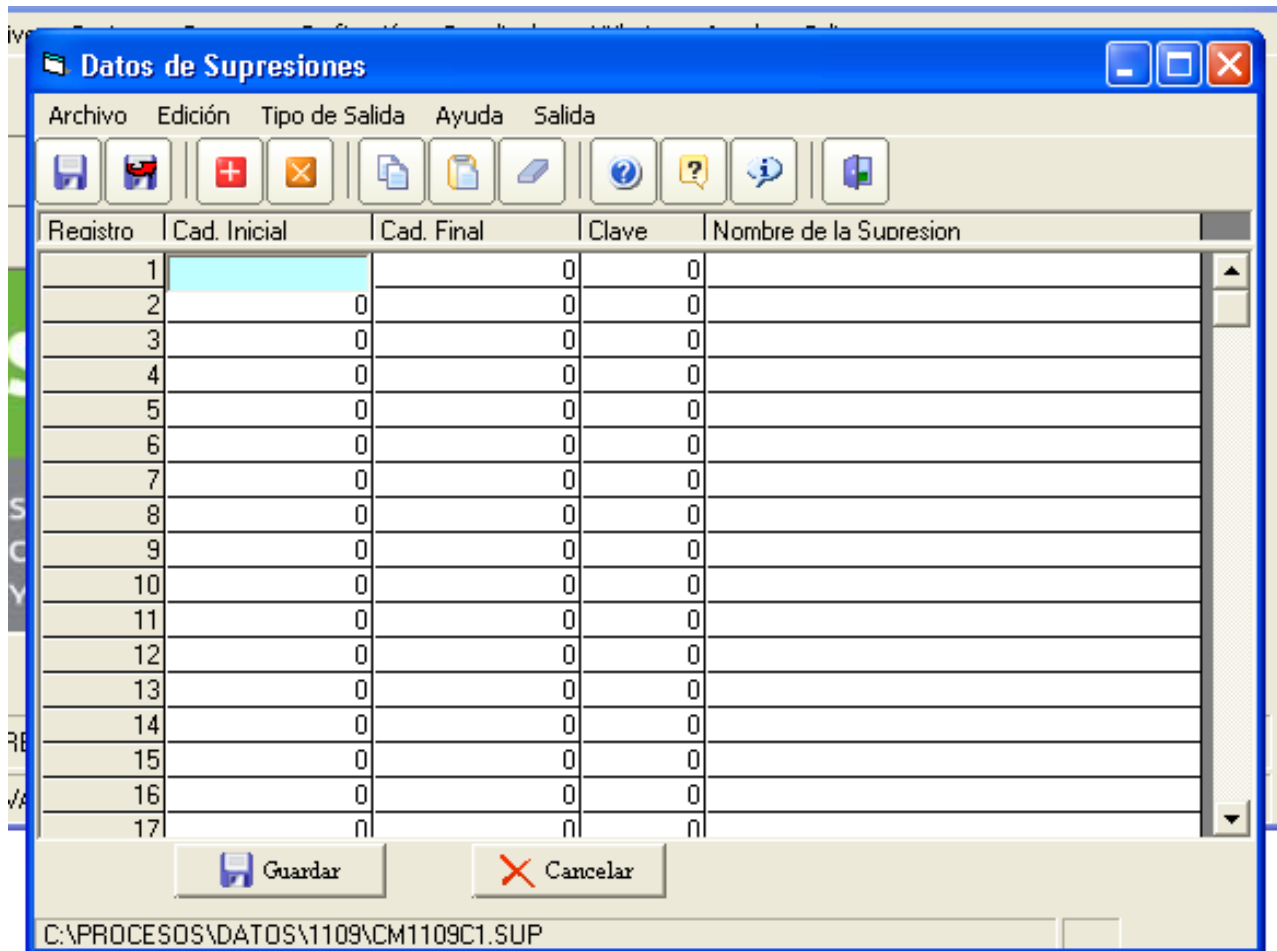 Datos de Supresiones
Archivo Edición Tipo de Salida Ayuda Salida
Registro Cad. Inicial Cad. Final Clave Nombre de la Supresion
1 0 0
2 0 0 0
3 0 0 0
4 0 0 0
5 0 0 0
6 0 0 0
7 0 0 0
8 0 0 0
9 0 0 0
10 0 0 0
11 0 0 0
12 0 0 0
13 0 0 0
14 0 0 0
15 0 0 0
16 0 0 0
17 0 0 0
Guardar Cancelar
C:\PROCESOS\DATOS\1109\CM1109C1.SUP